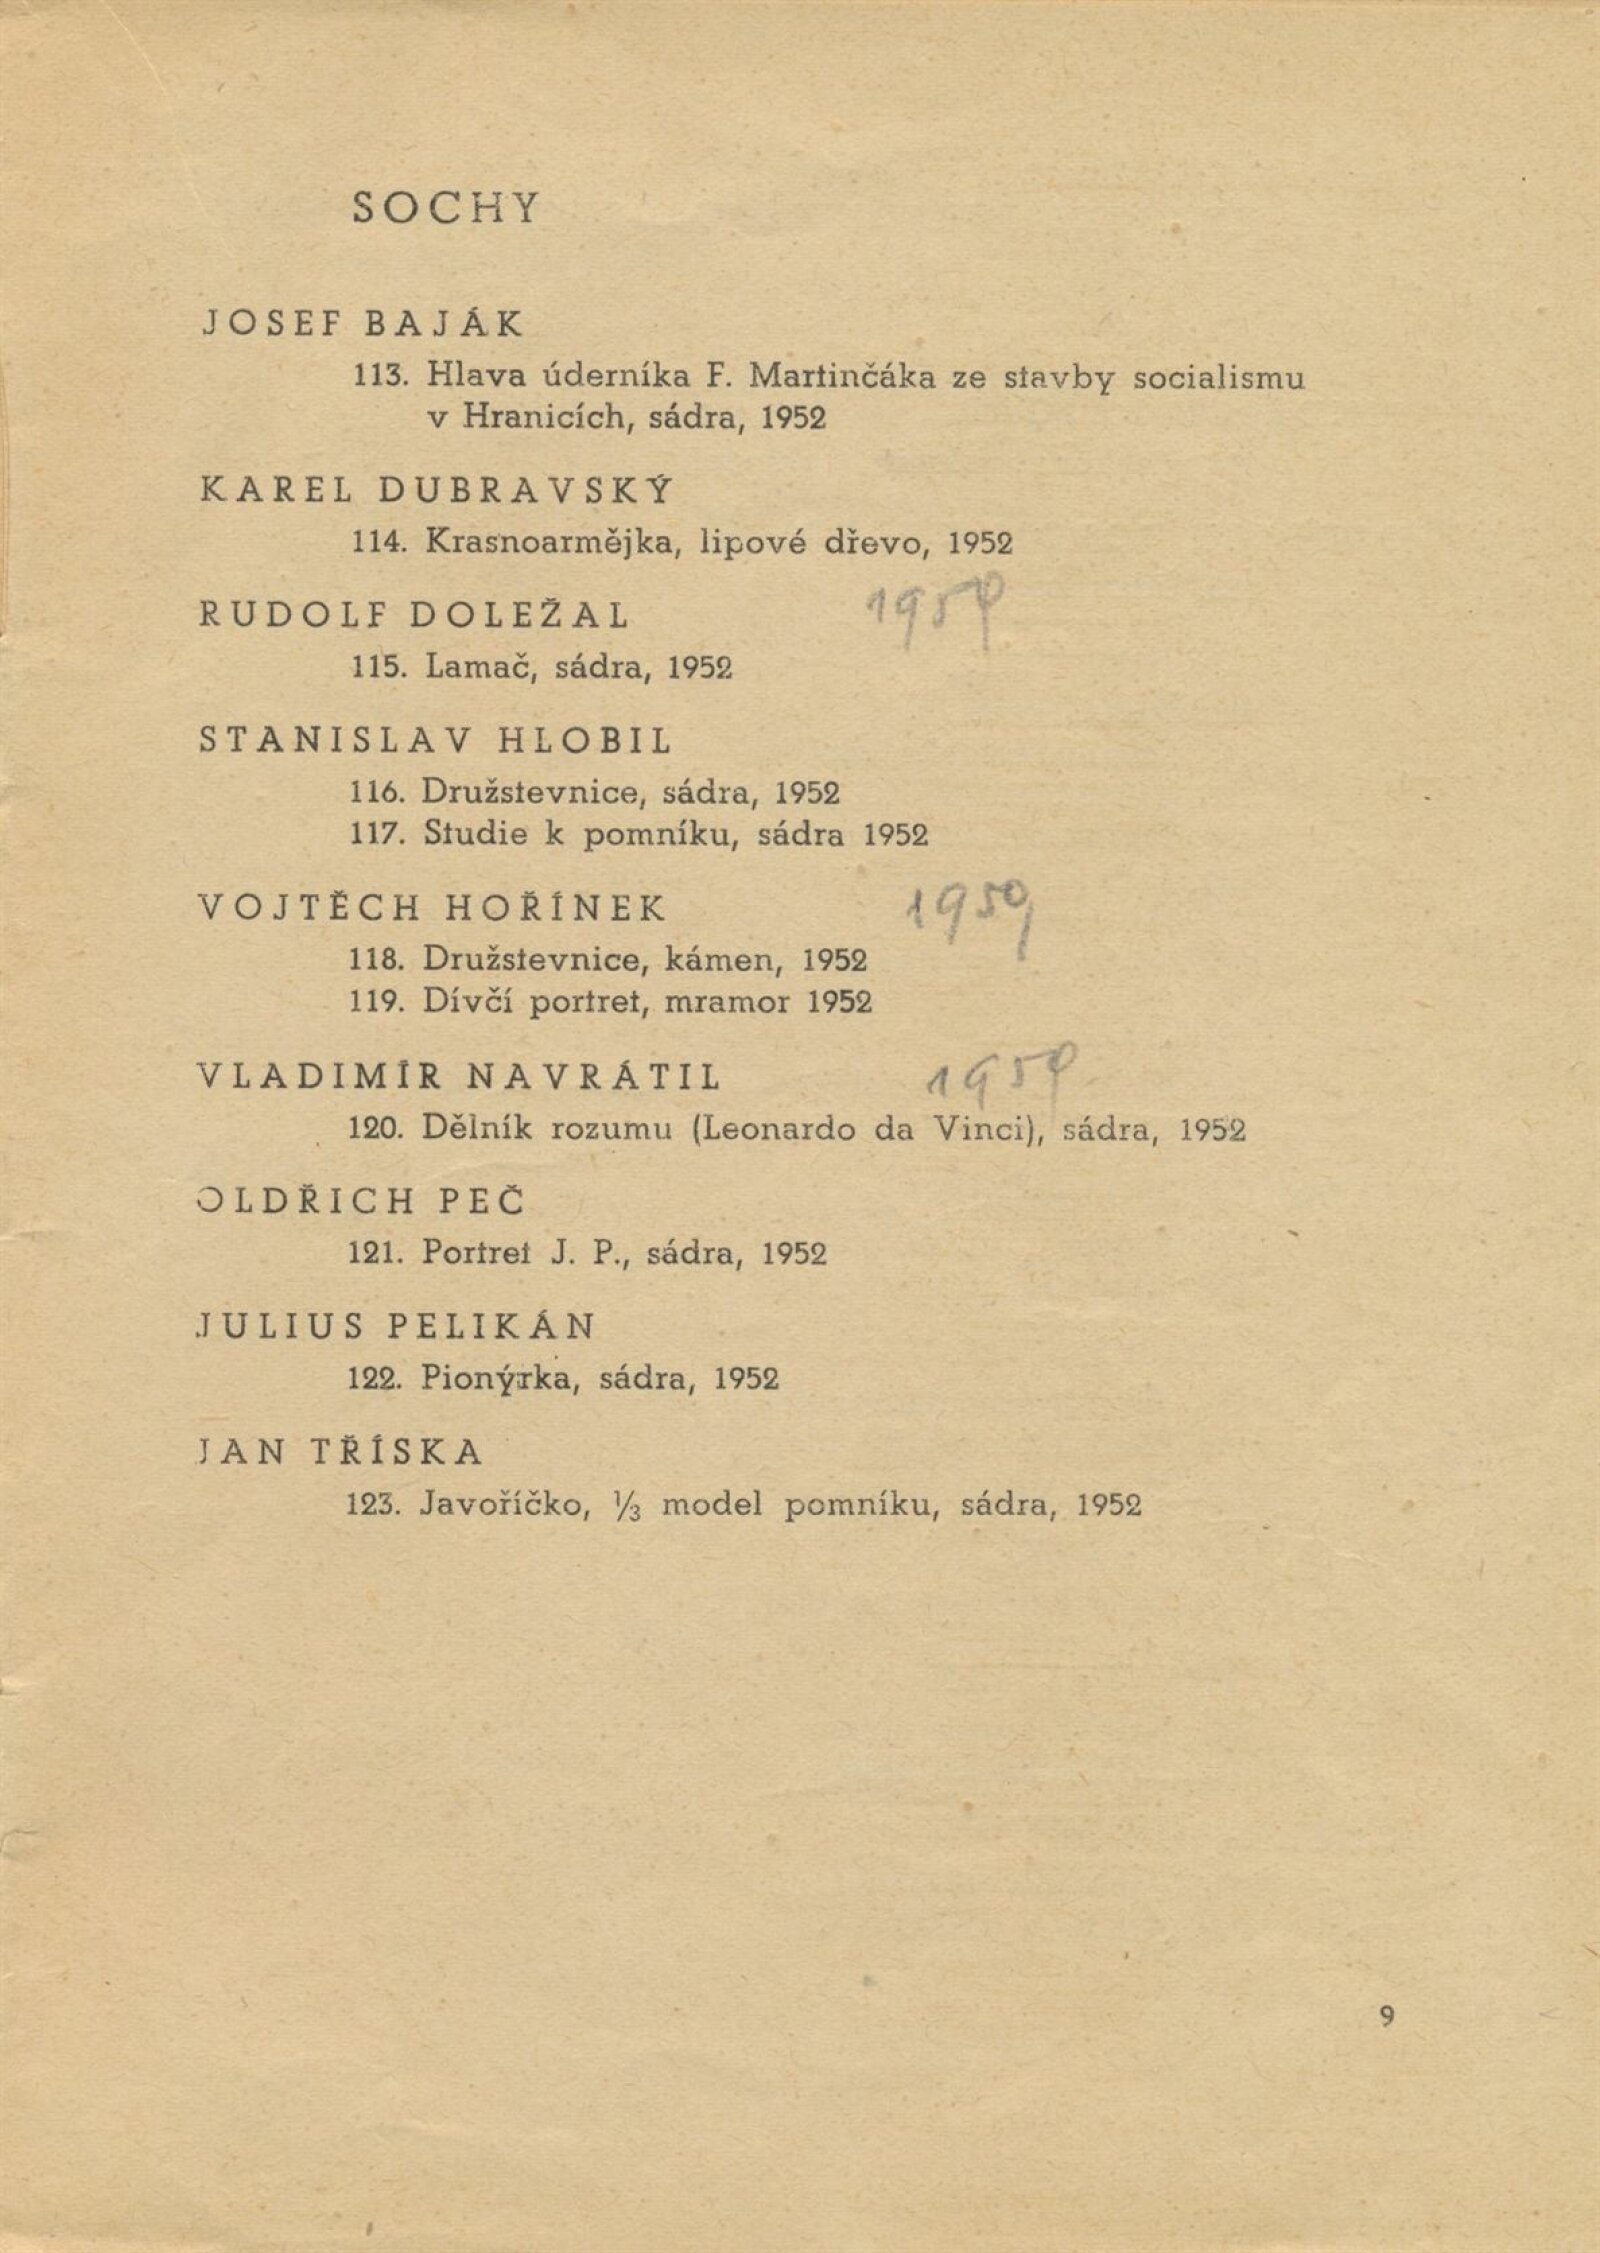 SOCHY
JOSEF BAJÁK
113. Hlava úderníka F. Martinčáka ze stavby socialismu
v Hranicích, sádra, 1952
KAREL DUBRAVSKÝ
114. Krasnoarmějka, lipové dřevo, 1952
RUDOLF DOLEŽAL
115. Lamač, sádra, 1952
STANISLAV HLOBIL
116. Družstevnice, sádra, 1952
117. Studie k pomníku, sádra 1952
VOJTĚCH HOŘÍNEK
118. Družstevnice, kámen, 1952
119. Dívčí portret, mramor 1952
VLADIMÍR NAVRÁTIL
120. Dělník rozumu (Leonardo da Vinci), sádra, 1952
OLDŘICH PEČ
121. Portret J. P., sádra, 1952
JULIUS PELIKÁN
122. Pionýrka, sádra, 1952
JAN TŘÍSKA
123. Javoříčko, ⅓ model pomníku, sádra, 1952
9